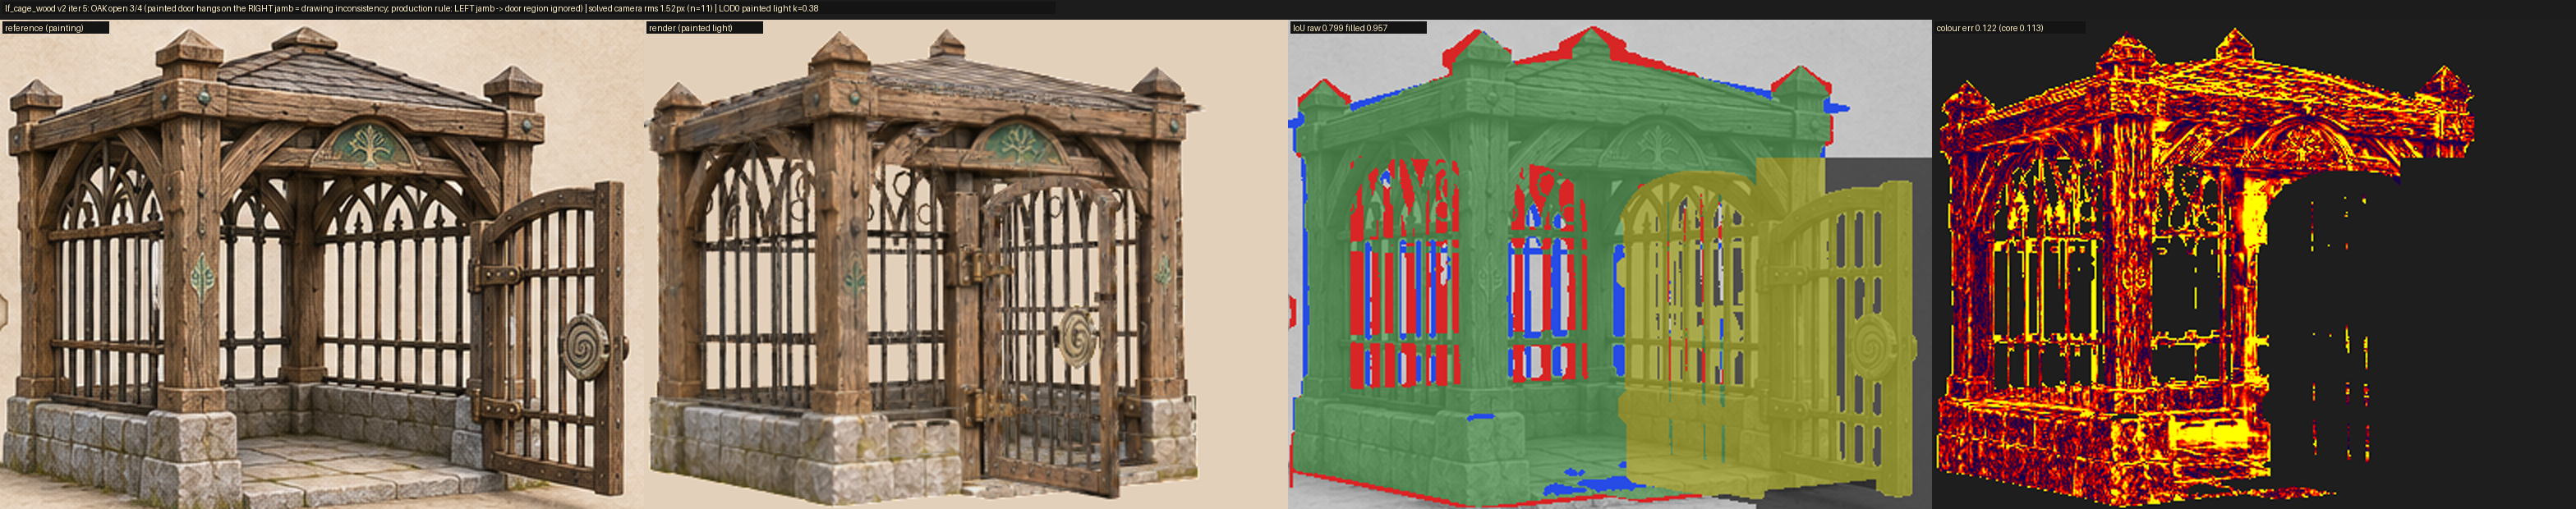 lf_cage_wood v2 iter 5: OAK open 3/4 (painted door hangs on the RIGHT jamb = drawing inconsistency; production rule: LEFT jamb -> door region ignored) | solved camera rms 1.52px (n=11) | LOD0 painted light k=0.38
reference (painting)
render (painted light)
IoU raw 0.799 filled 0.957
colour err 0.122 (core 0.113)